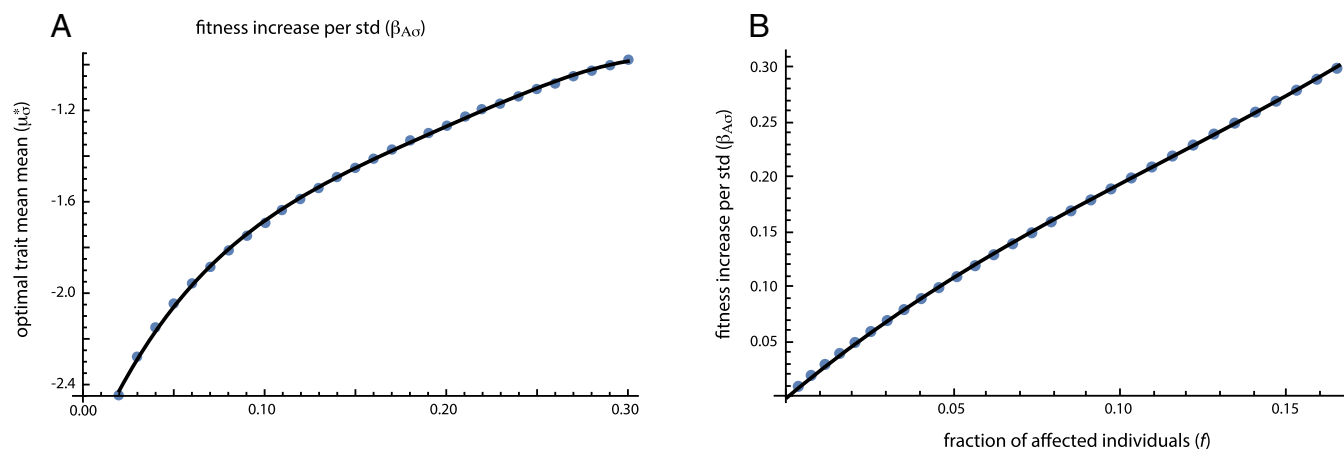 A
fitness increase per std (βAσ)
optimal trait mean mean (μ*σ)
-1.2
-1.6
-2.0
-2.4
0.00
0.10
0.20
0.30
B
fitness increase per std (βAσ)
0.30
0.25
0.20
0.15
0.10
0.05
0.05
0.10
0.15
fraction of affected individuals (f)